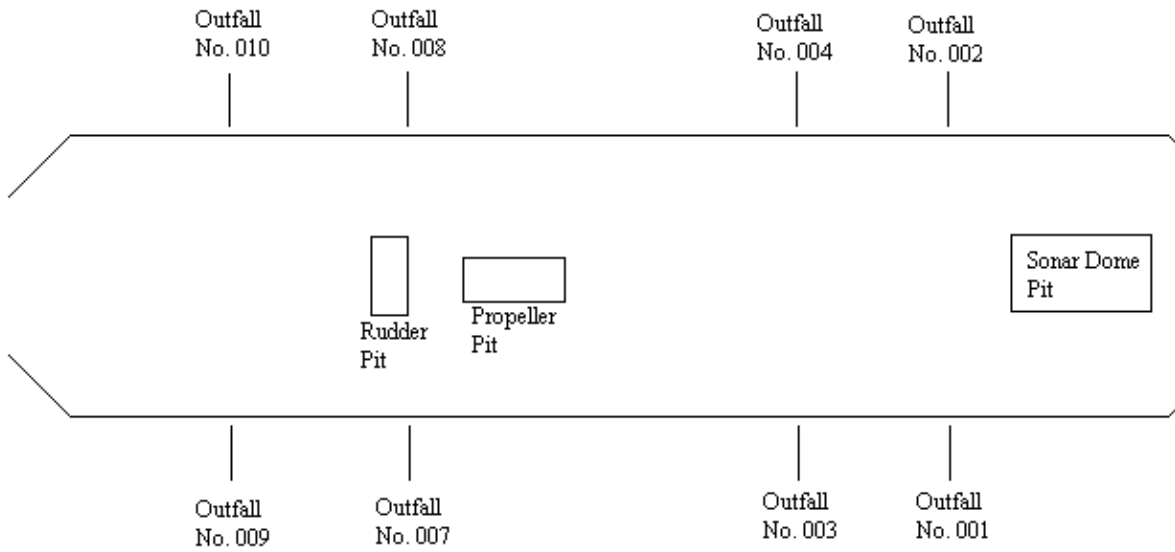 Outfall
No. 010
Outfall
No. 008
Outfall
No. 004
Outfall
No. 002
Rudder
Pit
Propeller
Pit
Sonar Dome
Pit
Outfall
No. 009
Outfall
No. 007
Outfall
No. 003
Outfall
No. 001